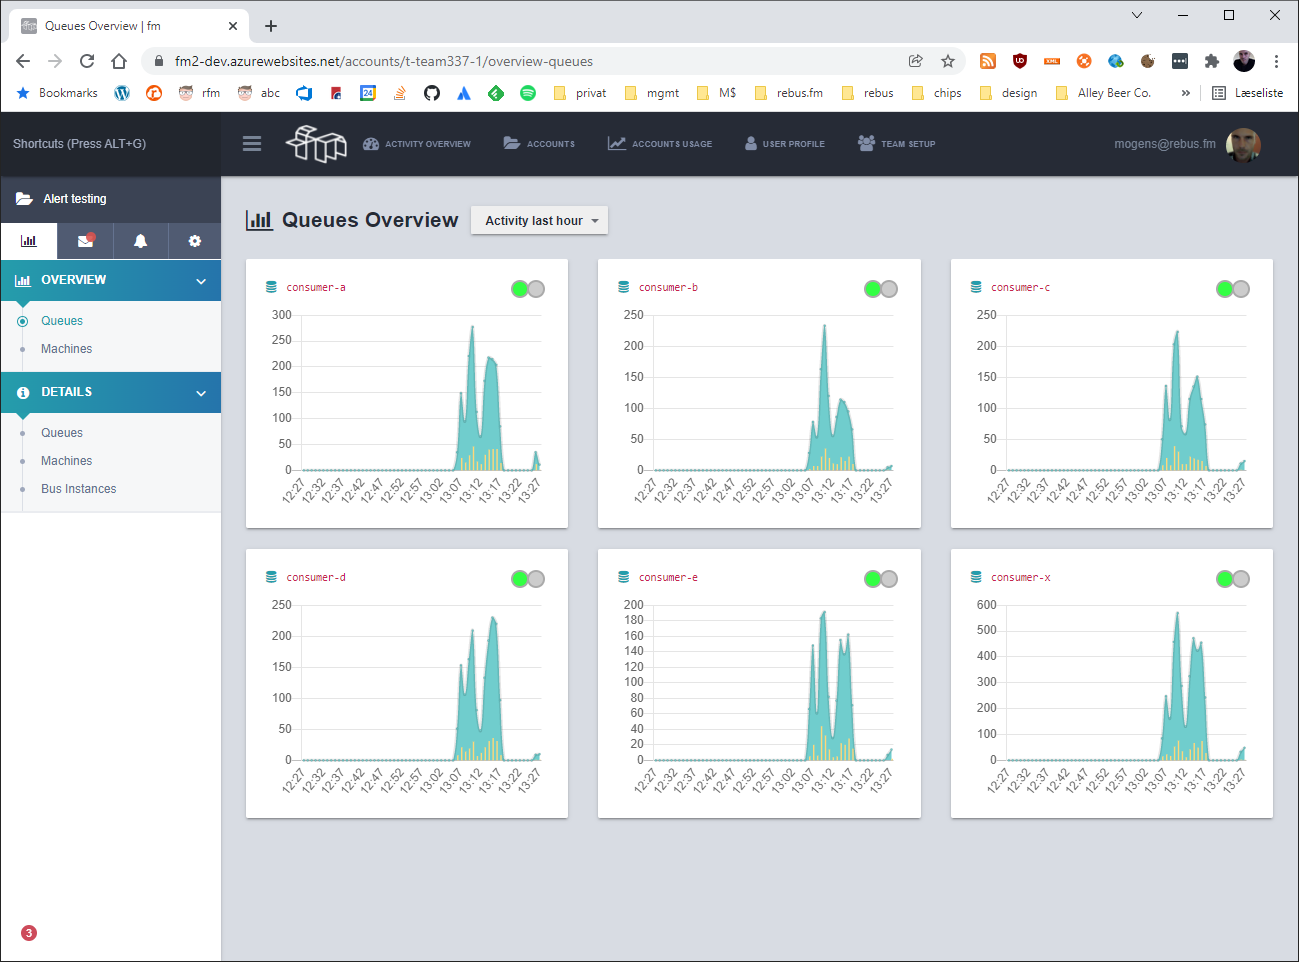 Queues Overview | fm
fm2-dev.azurewebsites.net/accounts/t-team337-1/overview-queues
Bookmarks rfm abc 24 privat mgmt M$ rebus.fm rebus chips design Alley Beer Co. » Læseliste
Shortcuts (Press ALT+G)
ACTIVITY OVERVIEW ACCOUNTS ACCOUNTS USAGE USER PROFILE TEAM SETUP mogens@rebus.fm
Alert testing
OVERVIEW
Queues
Machines
DETAILS
Queues
Machines
Bus Instances
3
Queues Overview Activity last hour
consumer-a
300
250
200
150
100
50
0
12:27 12:32 12:37 12:42 12:47 12:52 12:57 13:02 13:07 13:12 13:17 13:22 13:27
consumer-b
250
200
150
100
50
0
12:27 12:32 12:37 12:42 12:47 12:52 12:57 13:02 13:07 13:12 13:17 13:22 13:27
consumer-c
250
200
150
100
50
0
12:27 12:32 12:37 12:42 12:47 12:52 12:57 13:02 13:07 13:12 13:17 13:22 13:27
consumer-d
250
200
150
100
50
0
12:27 12:32 12:37 12:42 12:47 12:52 12:57 13:02 13:07 13:12 13:17 13:22 13:27
consumer-e
200
180
160
140
120
100
80
60
40
20
0
12:27 12:32 12:37 12:42 12:47 12:52 12:57 13:02 13:07 13:12 13:17 13:22 13:27
consumer-x
600
500
400
300
200
100
0
12:27 12:32 12:37 12:42 12:47 12:52 12:57 13:02 13:07 13:12 13:17 13:22 13:27